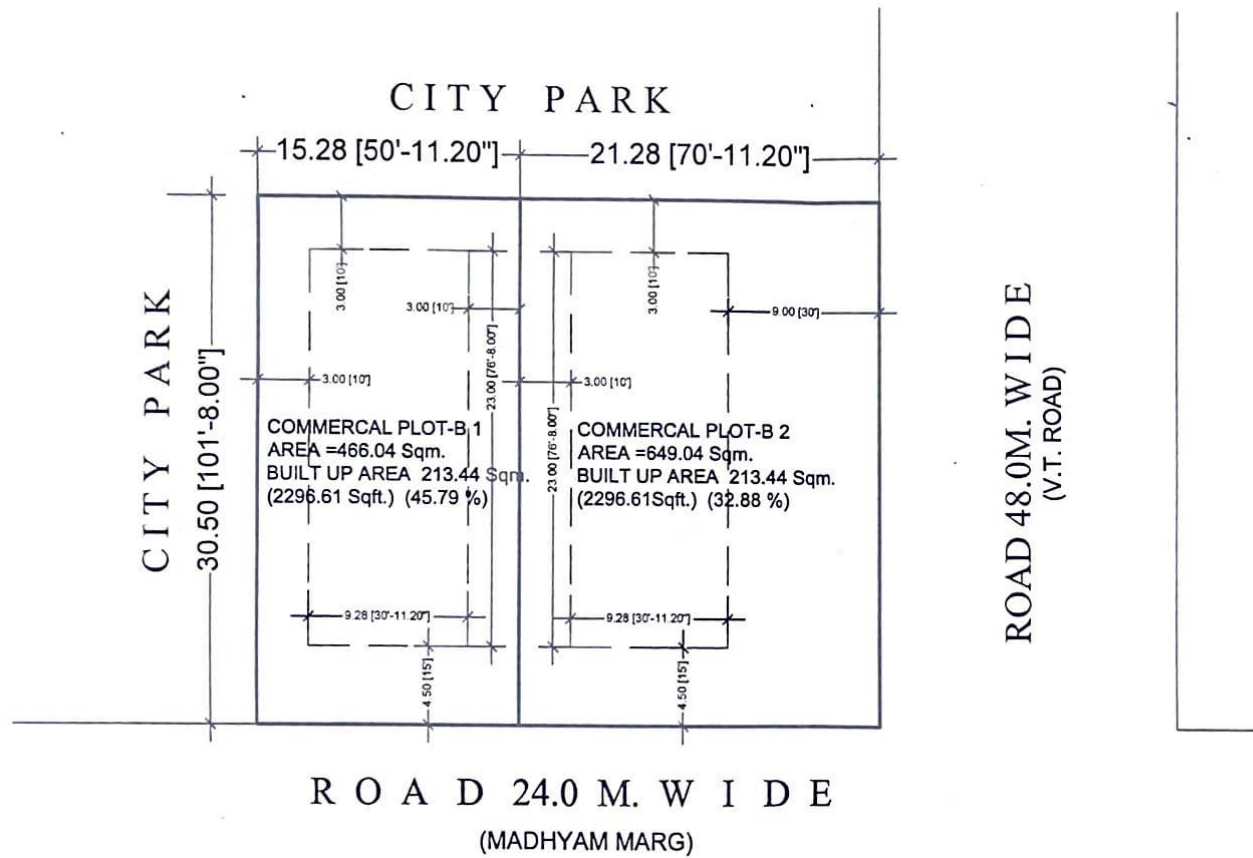 CITY PARK
15.28 [50'-11.20"]
21.28 [70'-11.20"]
CITY PARK
30.50 [101'-8.00"]
3.00 [10']
3.00 [10']
3.00 [10']
23.00 [76'-8.00"]
3.00 [10']
9.00 [30']
3.00 [10']
23.00 [76'-8.00"]
COMMERCAL PLOT-B 1
AREA =466.04 Sqm.
BUILT UP AREA 213.44 Sqm.
(2296.61 Sqft.) (45.79 %)
COMMERCAL PLOT-B 2
AREA =649.04 Sqm.
BUILT UP AREA 213.44 Sqm.
(2296.61Sqft.) (32.88 %)
9.28 [30'-11.20"]
9.28 [30'-11.20"]
4.50 [15']
4.50 [15']
ROAD 48.0M. WIDE
(V.T. ROAD)
ROAD 24.0 M. WIDE
(MADHYAM MARG)